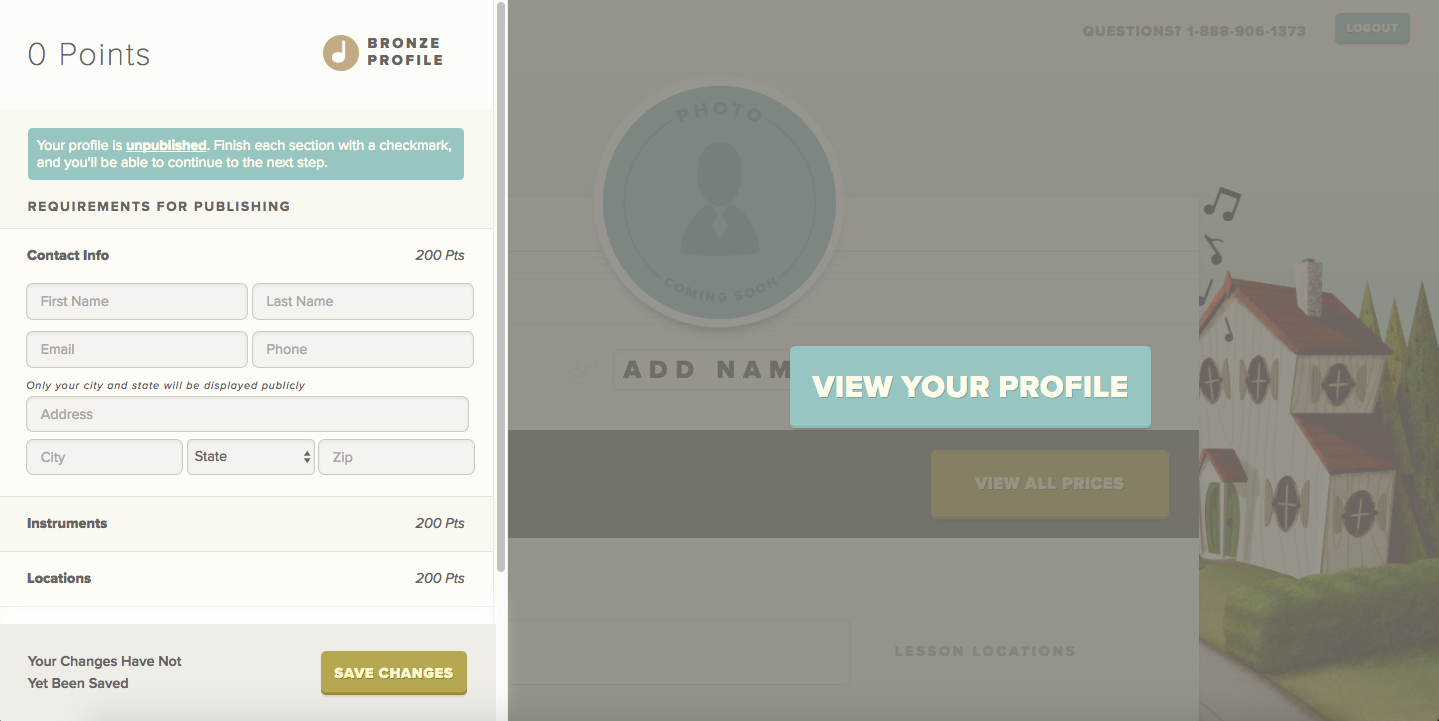 0 Points
BRONZE
PROFILE
Your profile is unpublished. Finish each section with a checkmark,
and you'll be able to continue to the next step.
REQUIREMENTS FOR PUBLISHING
Contact Info 200 Pts
First Name Last Name
Email Phone
Only your city and state will be displayed publicly
Address
City State Zip
Instruments 200 Pts
Locations 200 Pts
Your Changes Have Not
Yet Been Saved
SAVE CHANGES
QUESTIONS? 1-888-906-1373 LOGOUT
PHOTO
COMING SOON
ADD NAM
VIEW YOUR PROFILE
VIEW ALL PRICES
LESSON LOCATIONS